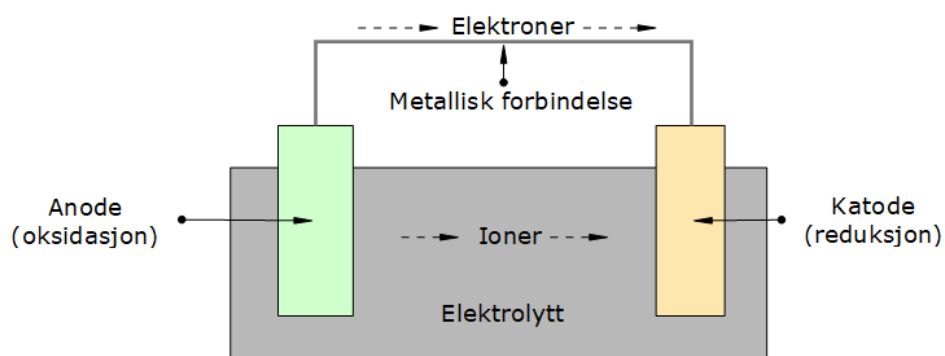 Elektroner
Metallisk forbindelse
Anode
(oksidasjon)
Katode
(reduksjon)
Ioner
Elektrolytt